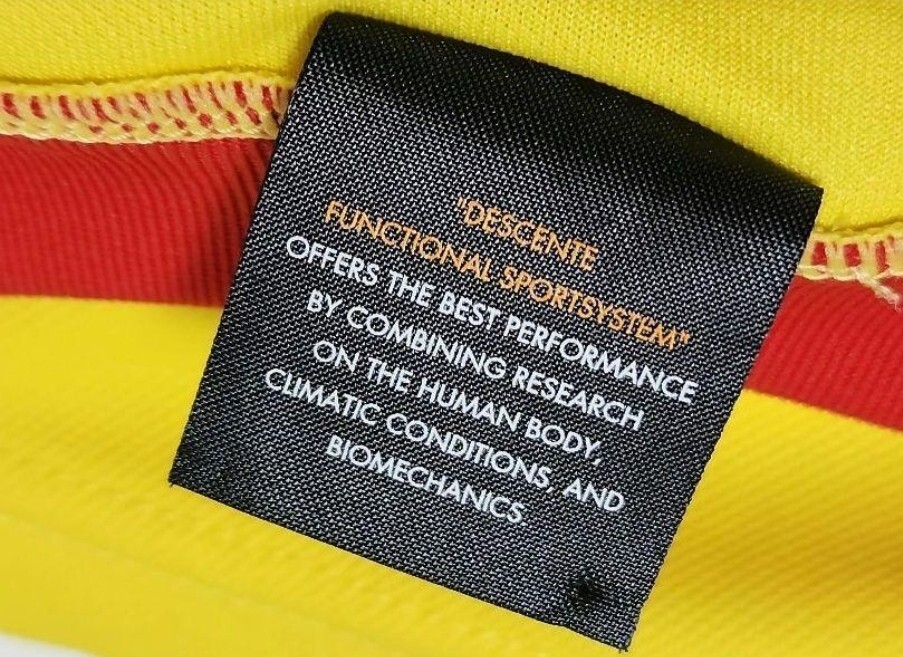 "DESCENTE
FUNCTIONAL SPORTSYSTEM"
OFFERS THE BEST PERFORMANCE
BY COMBINING RESEARCH
ON THE HUMAN BODY,
CLIMATIC CONDITIONS, AND
BIOMECHANICS.